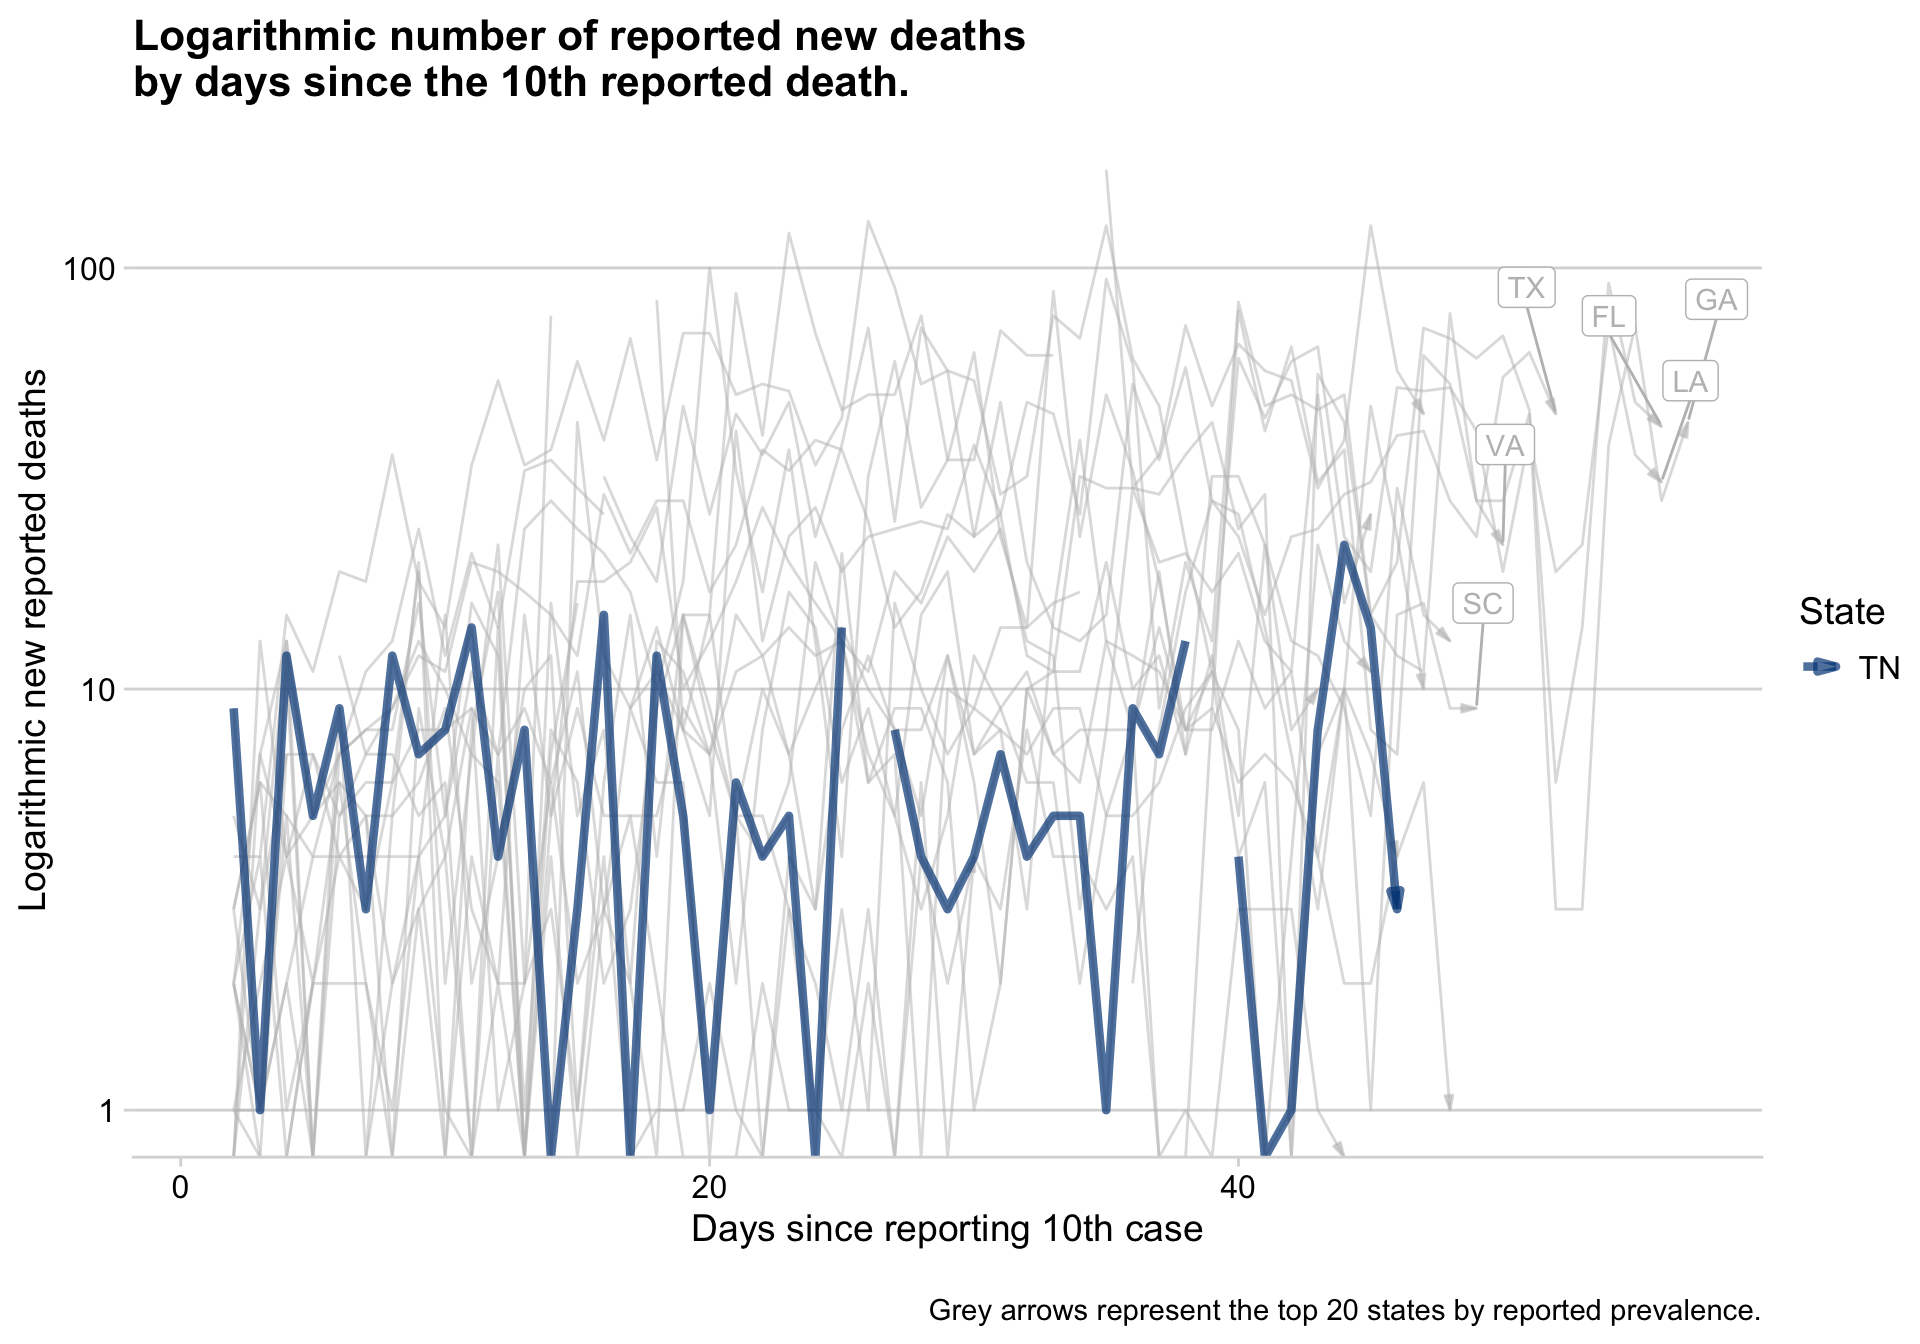 Logarithmic number of reported new deaths
by days since the 10th reported death.
Logarithmic new reported deaths
100
10
1
TX
FL
GA
LA
VA
SC
State
TN
0
20
40
Days since reporting 10th case
Grey arrows represent the top 20 states by reported prevalence.